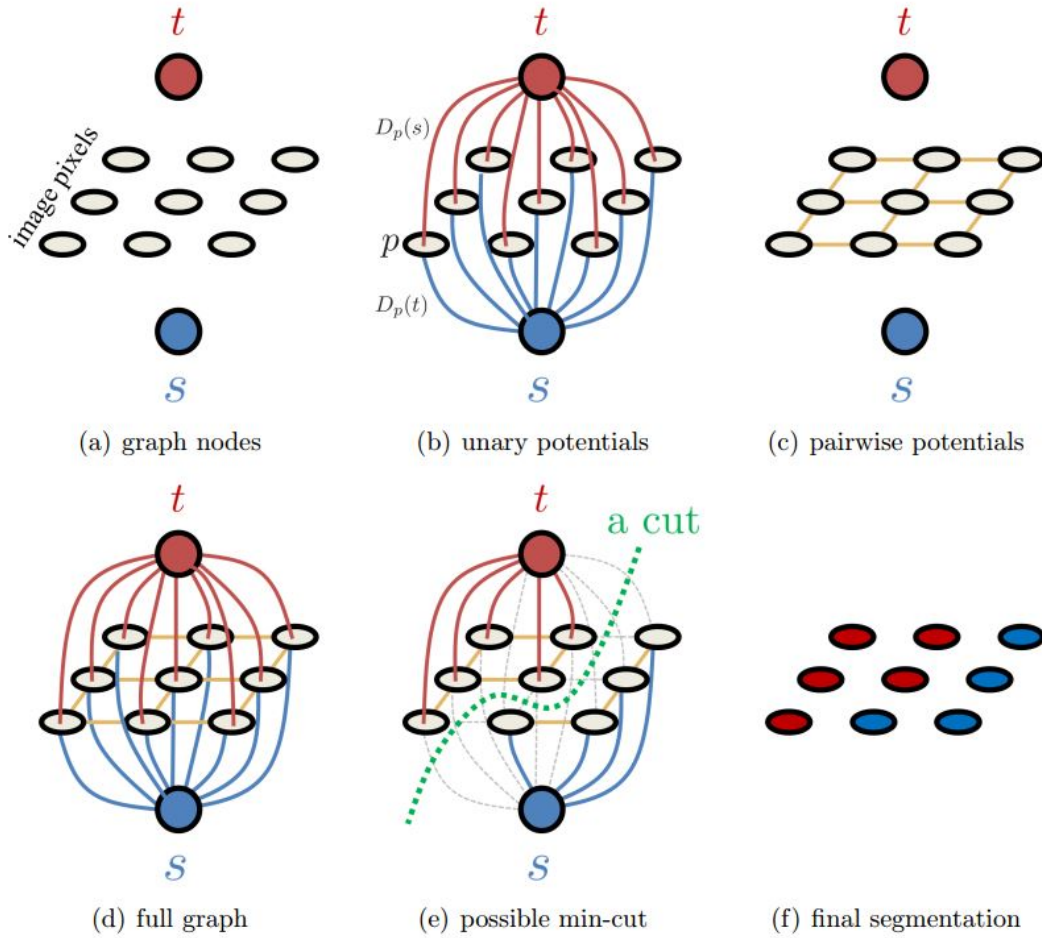 t
image pixels
s
(a) graph nodes
t
D_p(s)
p
D_p(t)
s
(b) unary potentials
t
s
(c) pairwise potentials
t
s
(d) full graph
t
a cut
s
(e) possible min-cut
(f) final segmentation